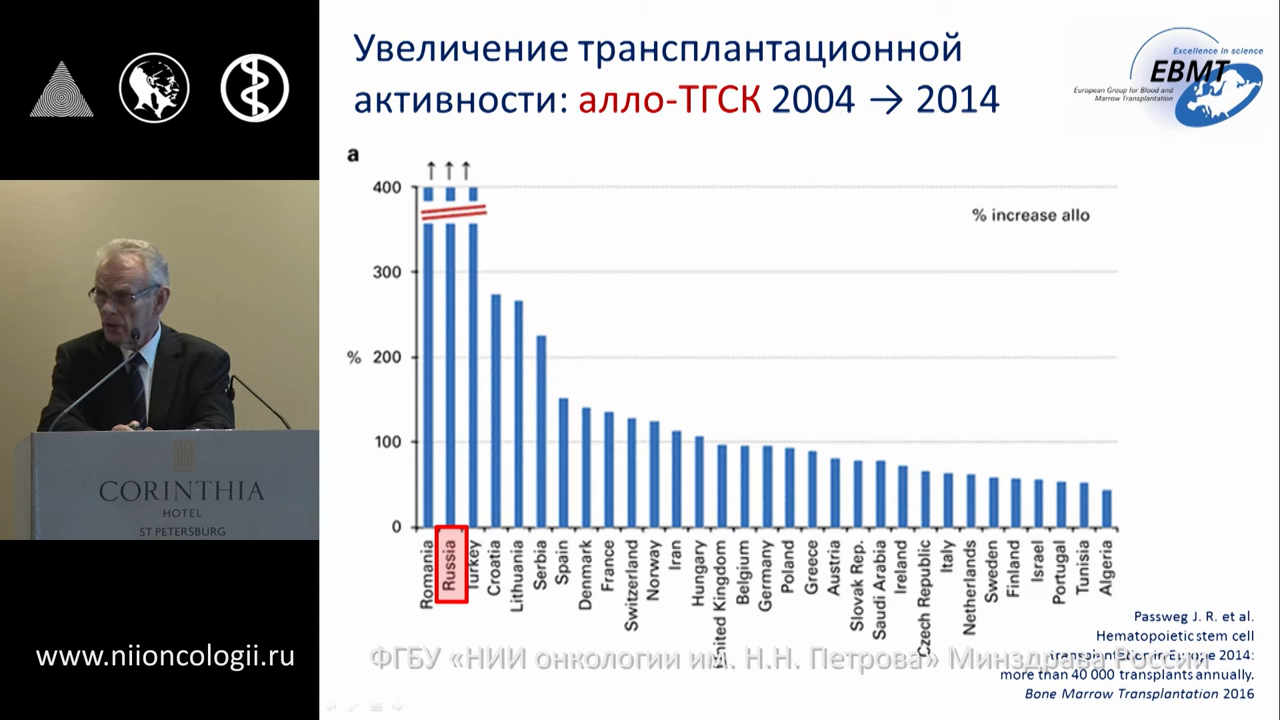 Увеличение трансплантационной
активности: алло-ТГСК 2004 → 2014
Excellence in science
EBMT
European Group for Blood and
Marrow Transplantation
a
400
300
% 200
100
0
% increase allo
Romania
Russia
Turkey
Croatia
Lithuania
Serbia
Spain
Denmark
France
Switzerland
Norway
Iran
Hungary
United Kingdom
Belgium
Germany
Poland
Greece
Austria
Slovak Rep.
Saudi Arabia
Ireland
Czech Republic
Italy
Netherlands
Sweden
Finland
Israel
Portugal
Tunisia
Algeria
CORINTHIA
HOTEL
ST PETERSBURG
www.niioncologii.ru
ФГБУ «НИИ онкологии им. Н.Н. Петрова» Минздрава России
Passweg J. R. et al.
Hematopoietic stem cell
transplantation in Europe 2014:
more than 40 000 transplants annually.
Bone Marrow Transplantation 2016